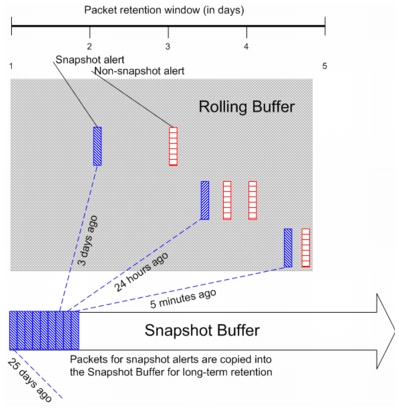 Packet retention window (in days)
1 2 3 4 5
Snapshot alert
Non-snapshot alert
Rolling Buffer
3 days ago
24 hours ago
5 minutes ago
Snapshot Buffer
Packets for snapshot alerts are copied into
the Snapshot Buffer for long-term retention
25 days ago